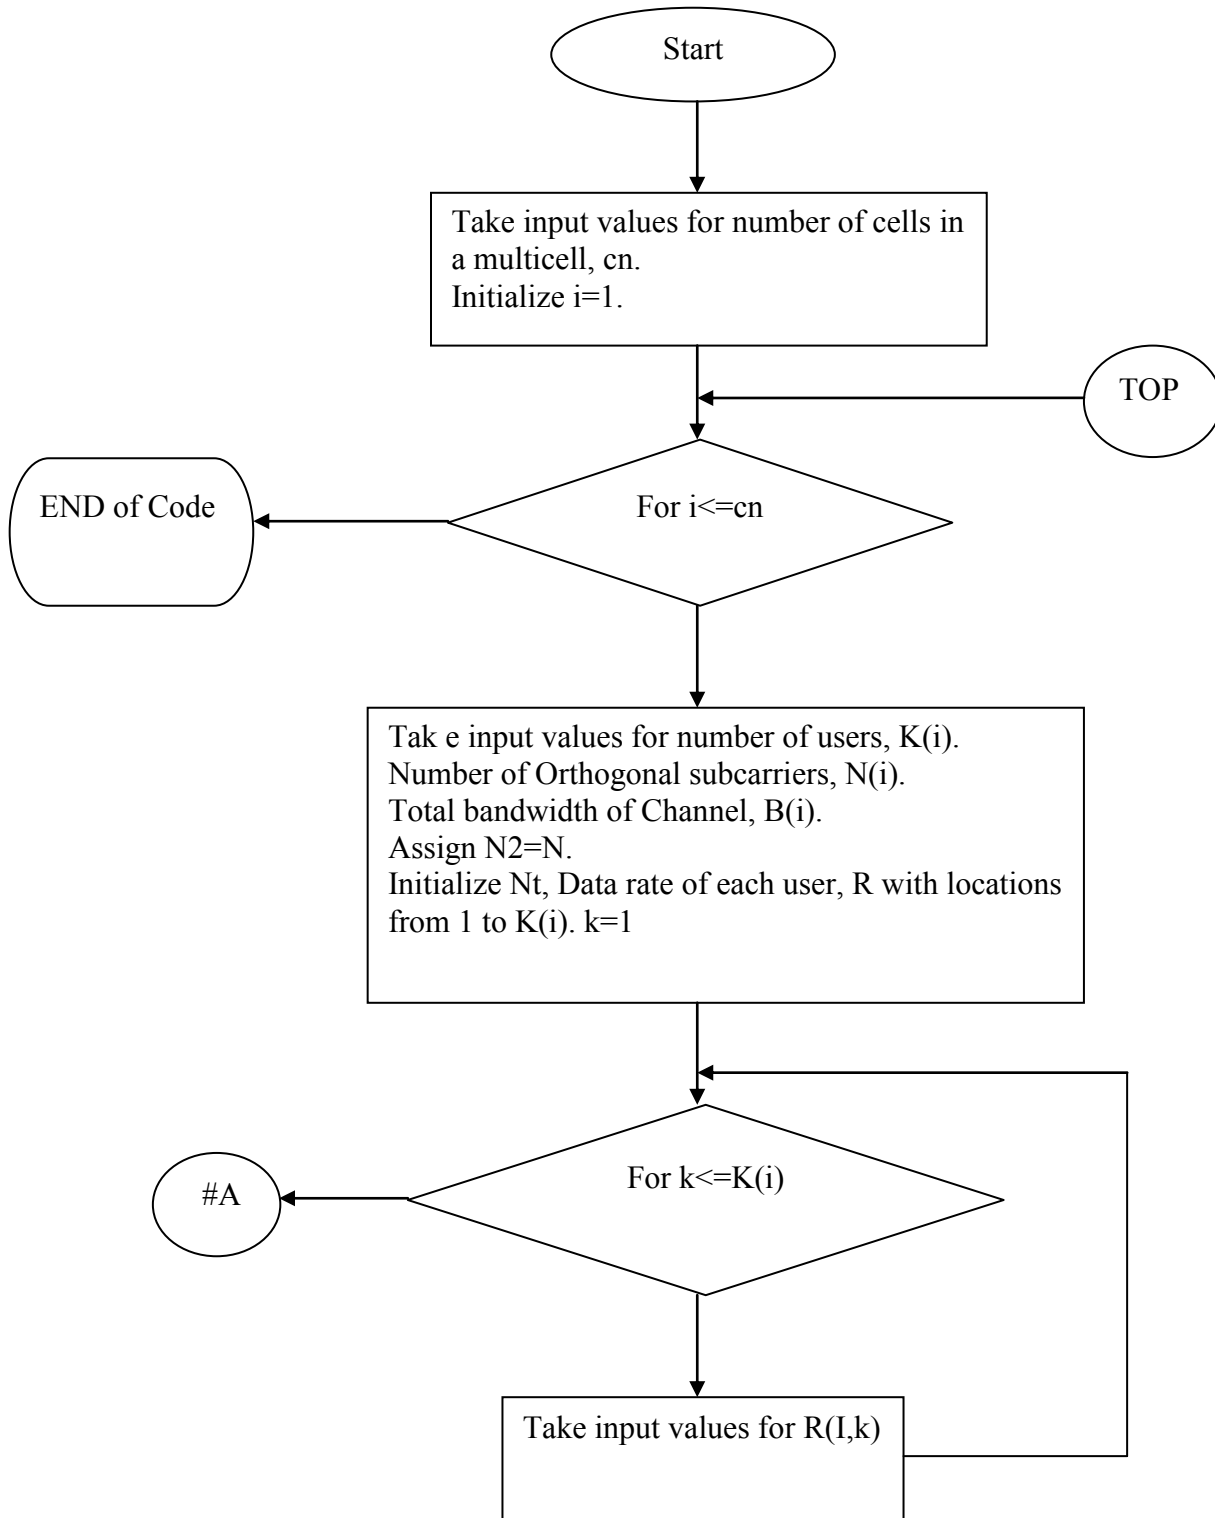 Start
Take input values for number of cells in
a multicell, cn.
Initialize i=1.
TOP
END of Code
For i<=cn
Tak e input values for number of users, K(i).
Number of Orthogonal subcarriers, N(i).
Total bandwidth of Channel, B(i).
Assign N2=N.
Initialize Nt, Data rate of each user, R with locations
from 1 to K(i). k=1
For k<=K(i)
#A
Take input values for R(I,k)